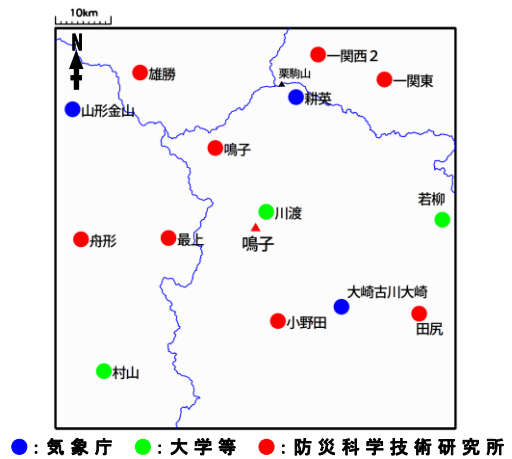 10km
N
一関西2
栗駒山
雄勝
一関東
耕英
山形金山
鳴子
若柳
川渡
舟形
最上
鳴子
大崎古川大崎
小野田
田尻
村山
●:気象庁 ●:大学等 ●:防災科学技術研究所